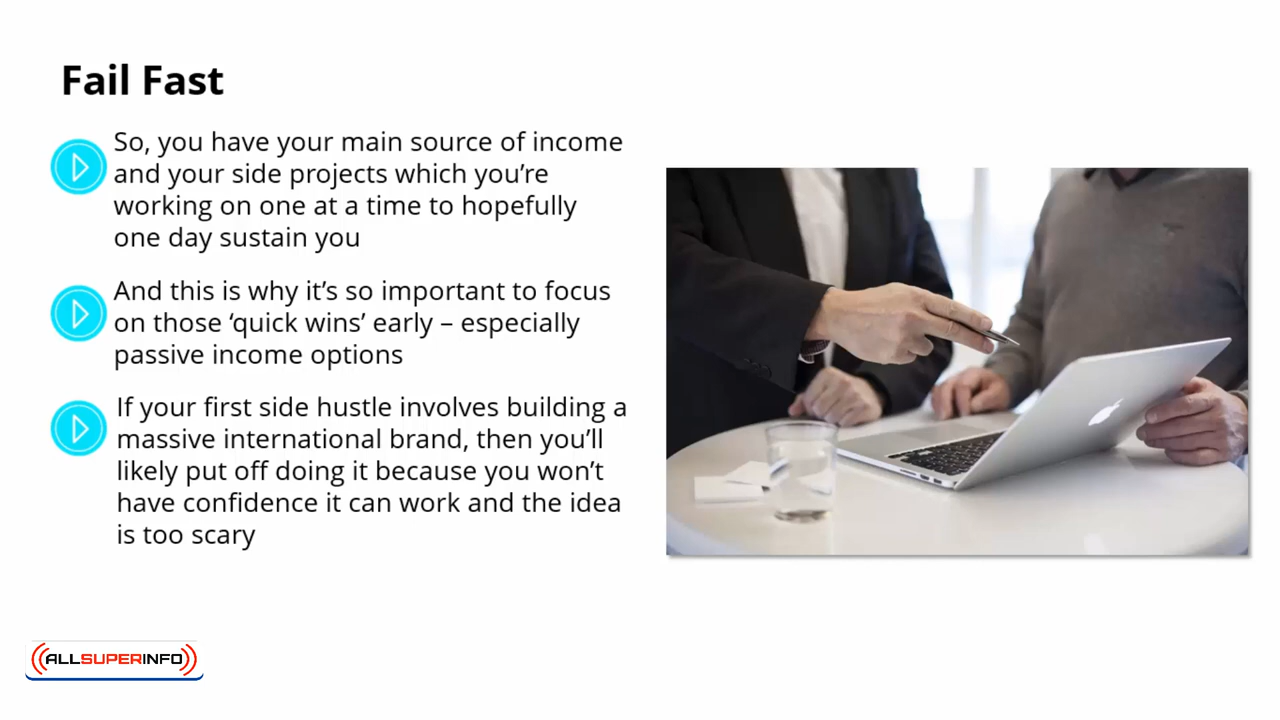 Fail Fast
So, you have your main source of income
and your side projects which you’re
working on one at a time to hopefully
one day sustain you
And this is why it’s so important to focus
on those ‘quick wins’ early – especially
passive income options
If your first side hustle involves building a
massive international brand, then you’ll
likely put off doing it because you won’t
have confidence it can work and the idea
is too scary
ALLSUPERINFO